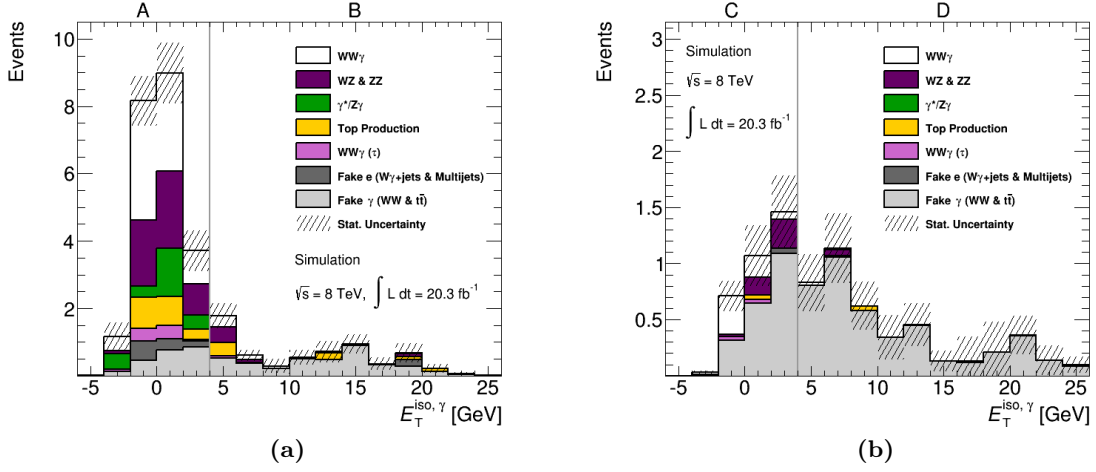 A B
Events
10
8
6
4
2
WWγ
WZ & ZZ
γ*/Zγ
Top Production
WWγ (τ)
Fake e (Wγ+jets & Multijets)
Fake γ (WW & tt̄)
Stat. Uncertainty
Simulation
√s = 8 TeV, ∫ L dt = 20.3 fb⁻¹
-5 0 5 10 15 20 25
E_T^{iso, γ} [GeV]
(a)
C D
Events
3
2.5
2
1.5
1
0.5
Simulation
√s = 8 TeV
∫ L dt = 20.3 fb⁻¹
WWγ
WZ & ZZ
γ*/Zγ
Top Production
WWγ (τ)
Fake e (Wγ+jets & Multijets)
Fake γ (WW & tt̄)
Stat. Uncertainty
-5 0 5 10 15 20 25
E_T^{iso, γ} [GeV]
(b)